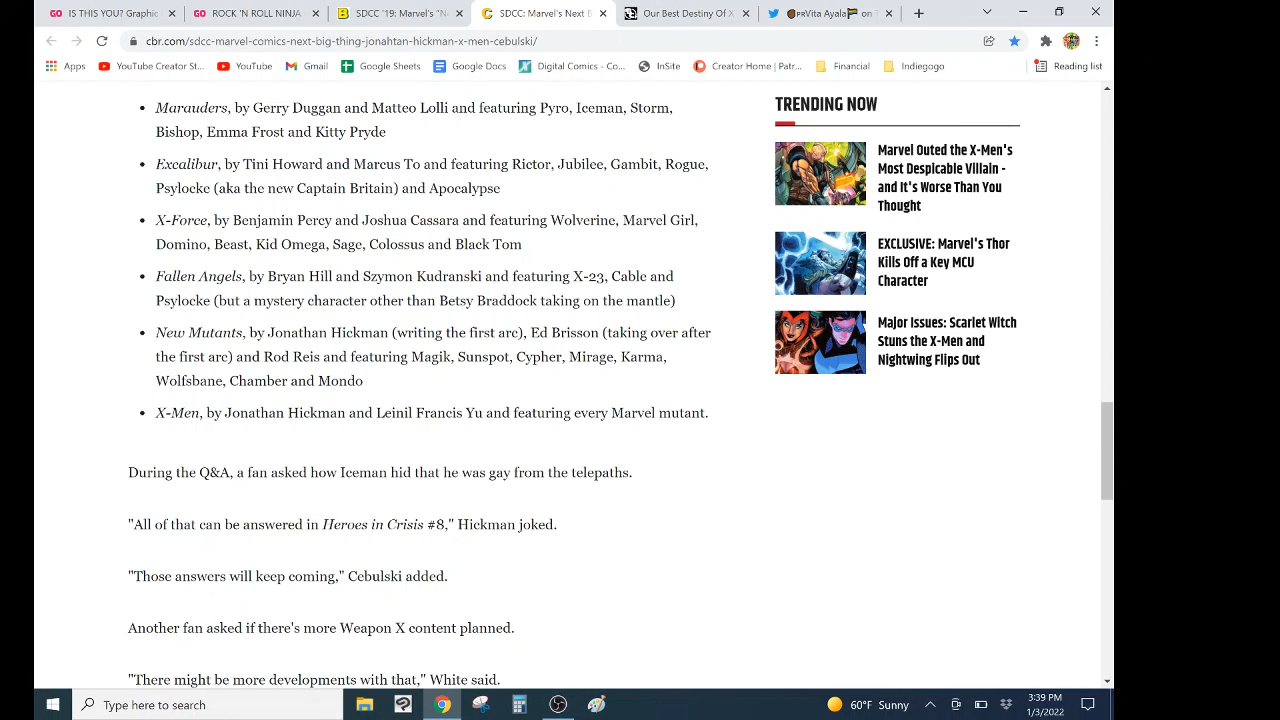 IS THIS YOU? Graphic
ROCK 'N ROLL NINJA
SDCC '19: Marvel's "Ne
SDCC: Marvel's Next B
Our Best Destiny Of X
Vita Ayala on T
cbr.com/sdcc-marvel-comics-next-big-thing-jonahtan-hickman-x-men-cebulski/
Apps YouTube Creator St... YouTube Gmail Google Sheets Google Docs Digital Comics - Co... InSite Creator Home | Patr... Financial Indiegogo Reading list
• Marauders, by Gerry Duggan and Matteo Lolli and featuring Pyro, Iceman, Storm,
Bishop, Emma Frost and Kitty Pryde
• Excalibur, by Tini Howard and Marcus To and featuring Rictor, Jubilee, Gambit, Rogue,
Psylocke (aka the new Captain Britain) and Apocalypse
• X-Force, by Benjamin Percy and Joshua Cassara and featuring Wolverine, Marvel Girl,
Domino, Beast, Kid Omega, Sage, Colossus and Black Tom
• Fallen Angels, by Bryan Hill and Szymon Kudranski and featuring X-23, Cable and
Psylocke (but a mystery character other than Betsy Braddock taking on the mantle)
• New Mutants, by Jonathan Hickman (writing the first arc), Ed Brisson (taking over after
the first arc) and Rod Reis and featuring Magik, Sunspot, Cypher, Mirage, Karma,
Wolfsbane, Chamber and Mondo
• X-Men, by Jonathan Hickman and Leinil Francis Yu and featuring every Marvel mutant.
During the Q&A, a fan asked how Iceman hid that he was gay from the telepaths.
"All of that can be answered in Heroes in Crisis #8," Hickman joked.
"Those answers will keep coming," Cebulski added.
Another fan asked if there's more Weapon X content planned.
"There might be more developments with that," White said.
TRENDING NOW
Marvel Outed the X-Men's
Most Despicable Villain -
and It's Worse Than You
Thought
EXCLUSIVE: Marvel's Thor
Kills Off a Key MCU
Character
Major Issues: Scarlet Witch
Stuns the X-Men and
Nightwing Flips Out
Type here to search
60°F Sunny
3:39 PM
1/3/2022